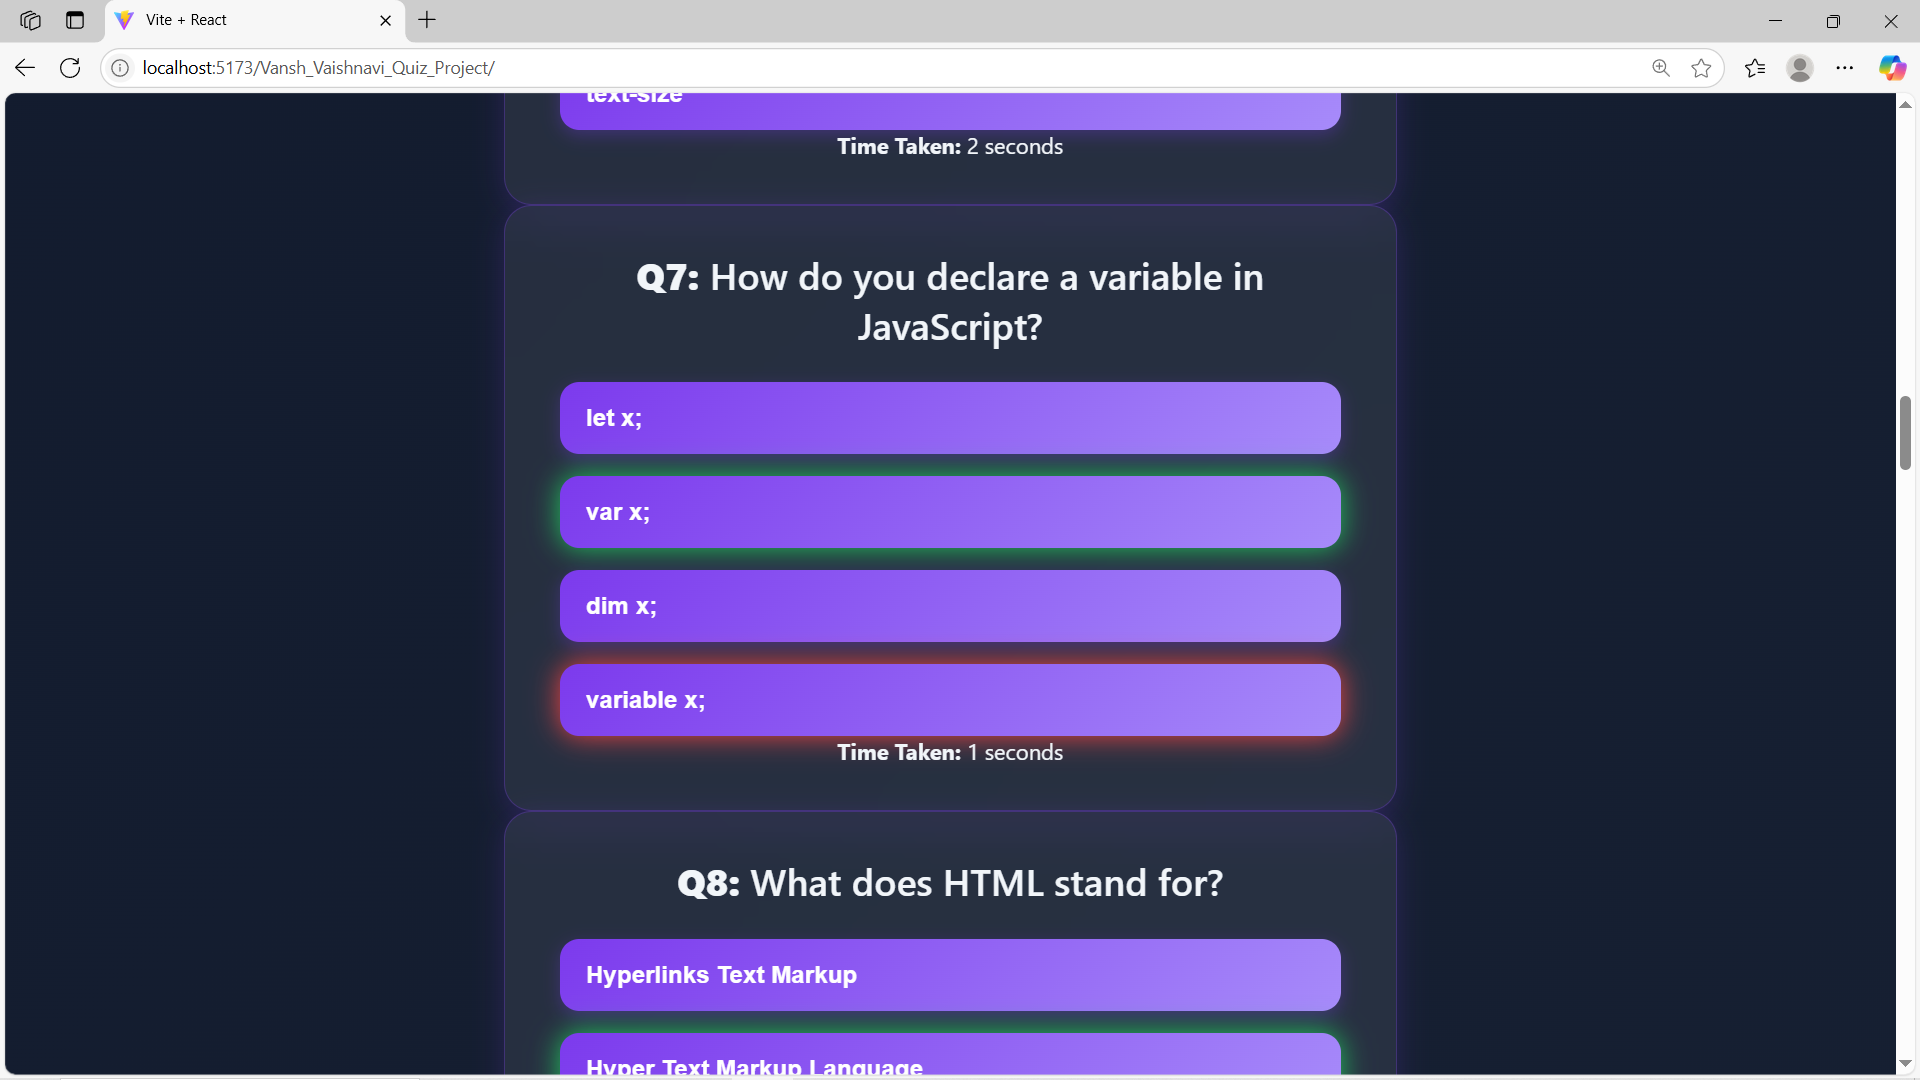 Vite + React
localhost:5173/Vansh_Vaishnavi_Quiz_Project/
text-size
Time Taken: 2 seconds
Q7: How do you declare a variable in
JavaScript?
let x;
var x;
dim x;
variable x;
Time Taken: 1 seconds
Q8: What does HTML stand for?
Hyperlinks Text Markup
Hyper Text Markup Language